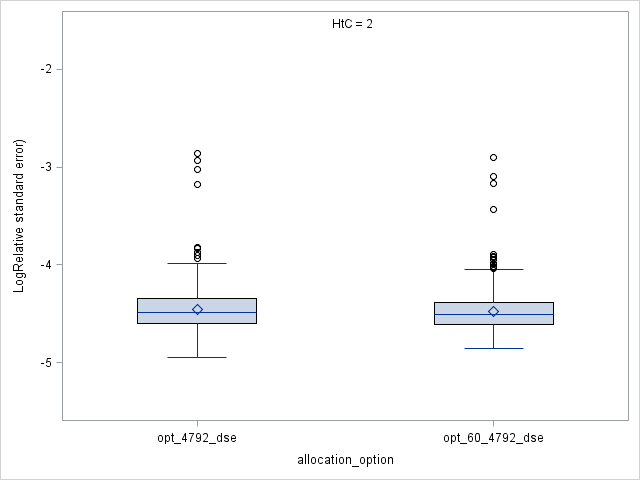 HtC = 2
-2
-3
-4
-5
LogRelative standard error)
opt_4792_dse
opt_60_4792_dse
allocation_option